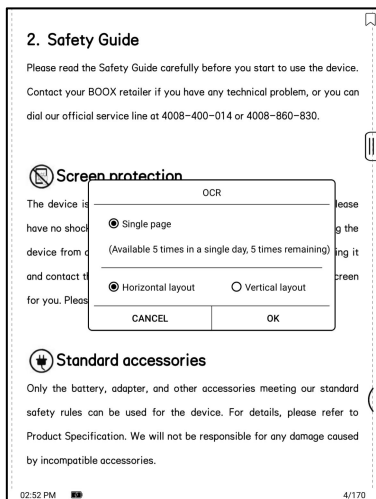 2. Safety Guide
Please read the Safety Guide carefully before you start to use the device.
Contact your BOOX retailer if you have any technical problem, or you can
dial our official service line at 4008-400-014 or 4008-860-830.
Screen protection
The device is
lease
have no shock
g the
device from
ing it
and contact
creen
for you. Pleas
OCR
Single page
(Available 5 times in a single day, 5 times remaining)
Horizontal layout Vertical layout
CANCEL OK
Standard accessories
Only the battery, adapter, and other accessories meeting our standard
safety rules can be used for the device. For details, please refer to
Product Specification. We will not be responsible for any damage caused
by incompatible accessories.
02:52 PM 4/170